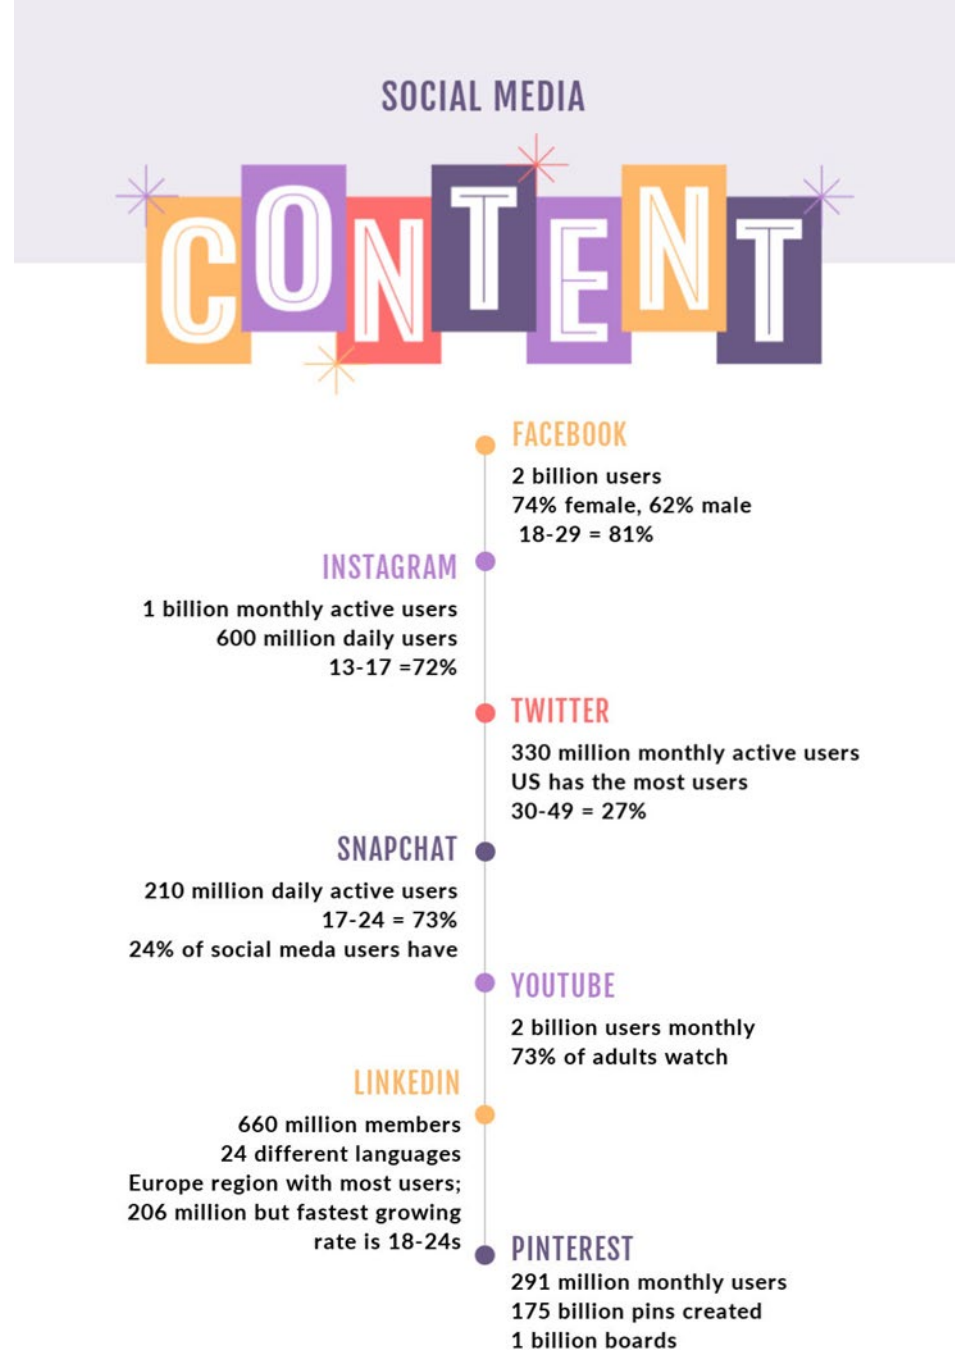 SOCIAL MEDIA
CONTENT
FACEBOOK
2 billion users
74% female, 62% male
18-29 = 81%
INSTAGRAM
1 billion monthly active users
600 million daily users
13-17 =72%
TWITTER
330 million monthly active users
US has the most users
30-49 = 27%
SNAPCHAT
210 million daily active users
17-24 = 73%
24% of social meda users have
YOUTUBE
2 billion users monthly
73% of adults watch
LINKEDIN
660 million members
24 different languages
Europe region with most users;
206 million but fastest growing
rate is 18-24s
PINTEREST
291 million monthly users
175 billion pins created
1 billion boards